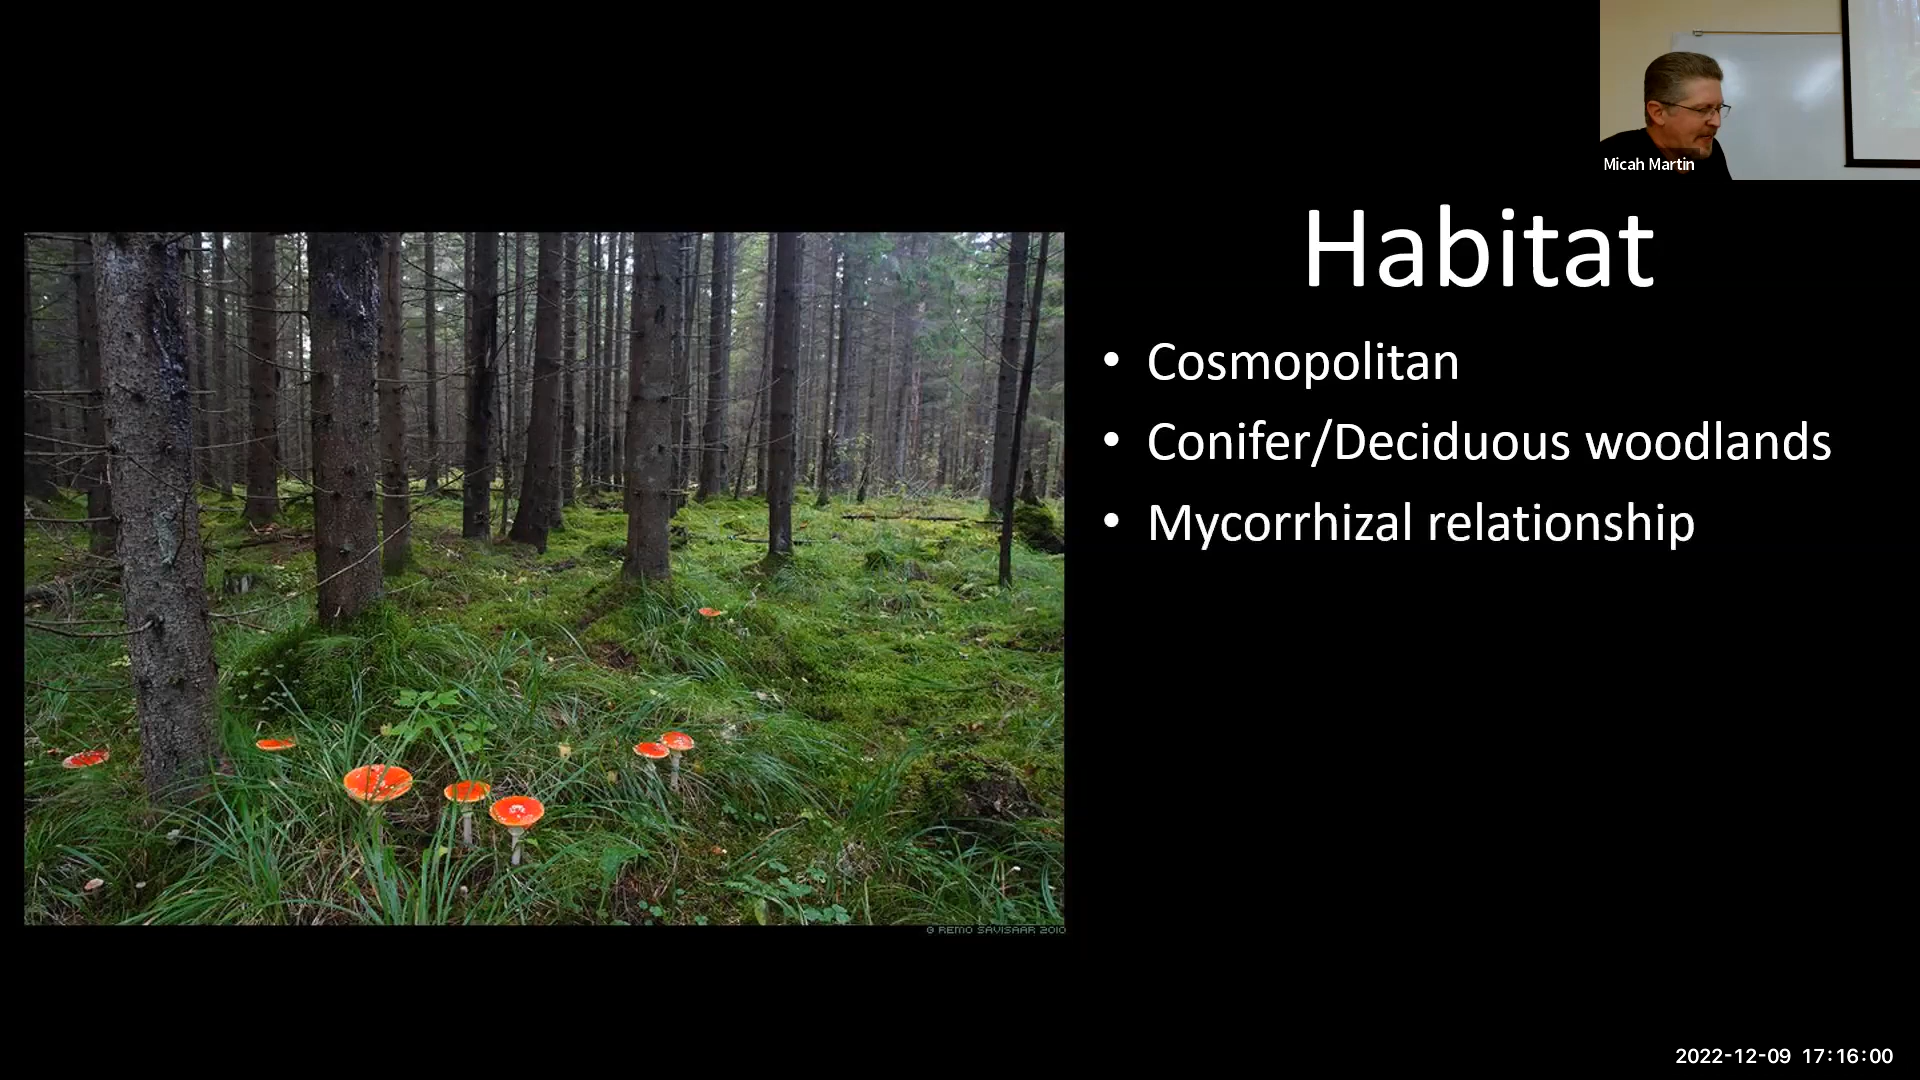 Micah Martin
Habitat
• Cosmopolitan
• Conifer/Deciduous woodlands
• Mycorrhizal relationship
© REMO SAVISAAR 2010
2022-12-09 17:16:00